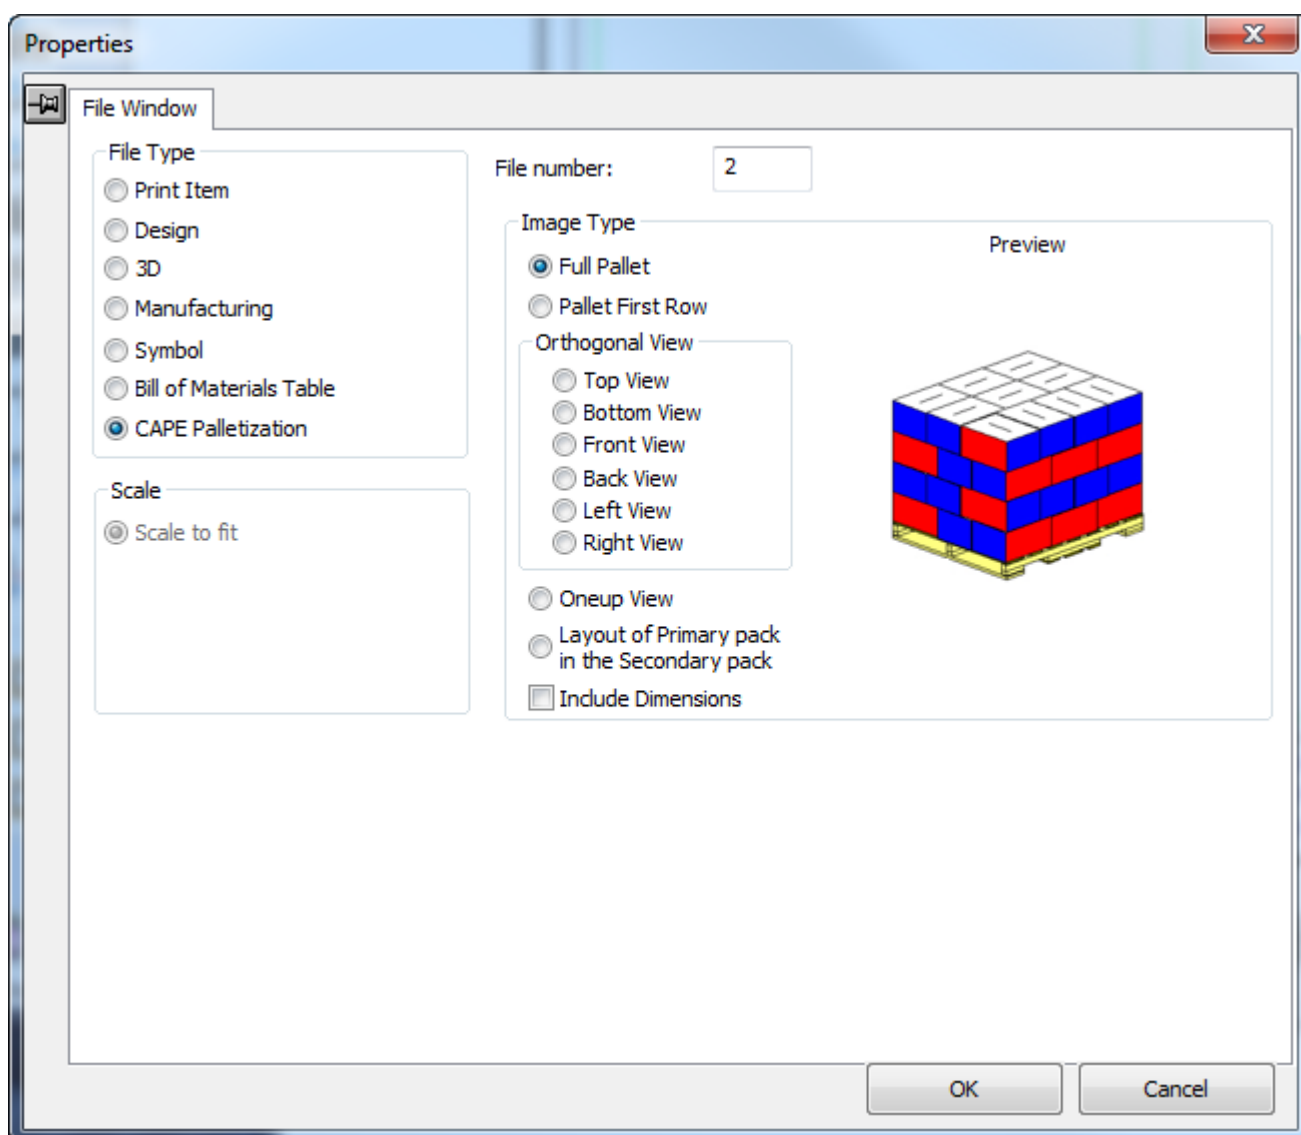 Properties
File Window
File Type
Print Item
Design
3D
Manufacturing
Symbol
Bill of Materials Table
CAPE Palletization
Scale
Scale to fit
File number: 2
Image Type
Preview
Full Pallet
Pallet First Row
Orthogonal View
Top View
Bottom View
Front View
Back View
Left View
Right View
Oneup View
Layout of Primary pack
in the Secondary pack
Include Dimensions
OK
Cancel